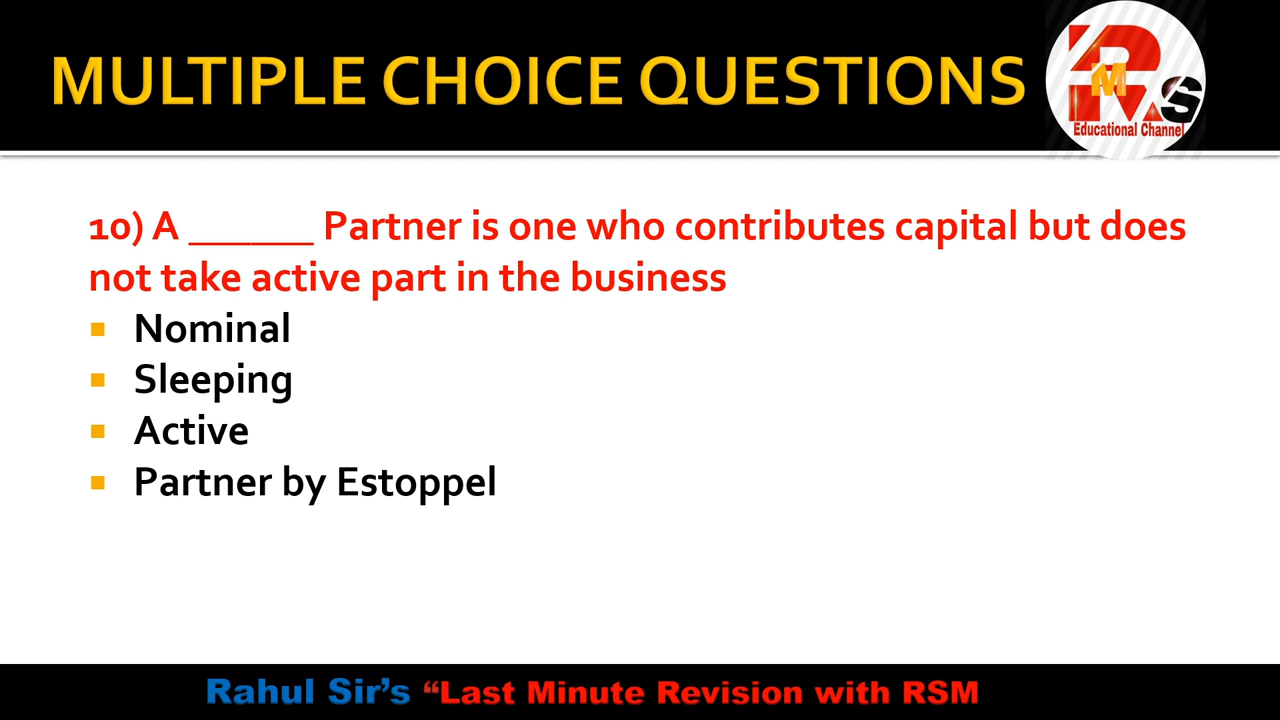 MULTIPLE CHOICE QUESTIONS
RMS
Educational Channel
10) A ______ Partner is one who contributes capital but does
not take active part in the business
Nominal
Sleeping
Active
Partner by Estoppel
Rahul Sir’s “Last Minute Revision with RSM